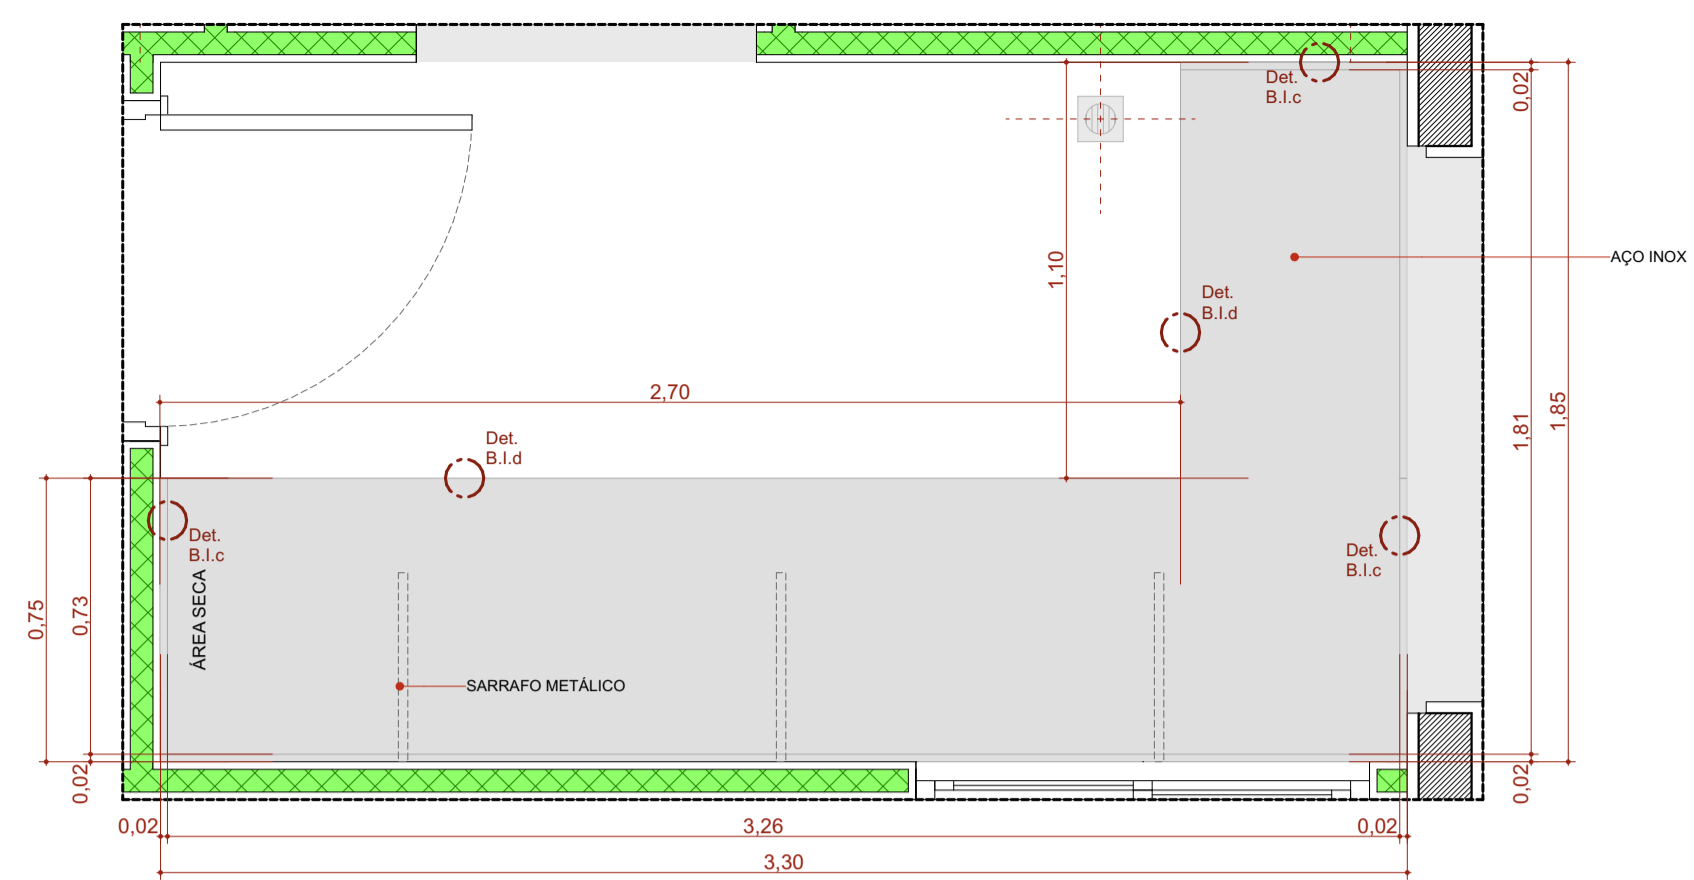 Det.
B.I.c
0,02
AÇO INOX
1,10
Det.
B.I.d
2,70
1,81
1,85
Det.
B.I.d
Det.
B.I.c
Det.
B.I.c
0,75
0,73
ÁREA SECA
SARRAFO METÁLICO
0,02
0,02
0,02
3,26
0,02
3,30